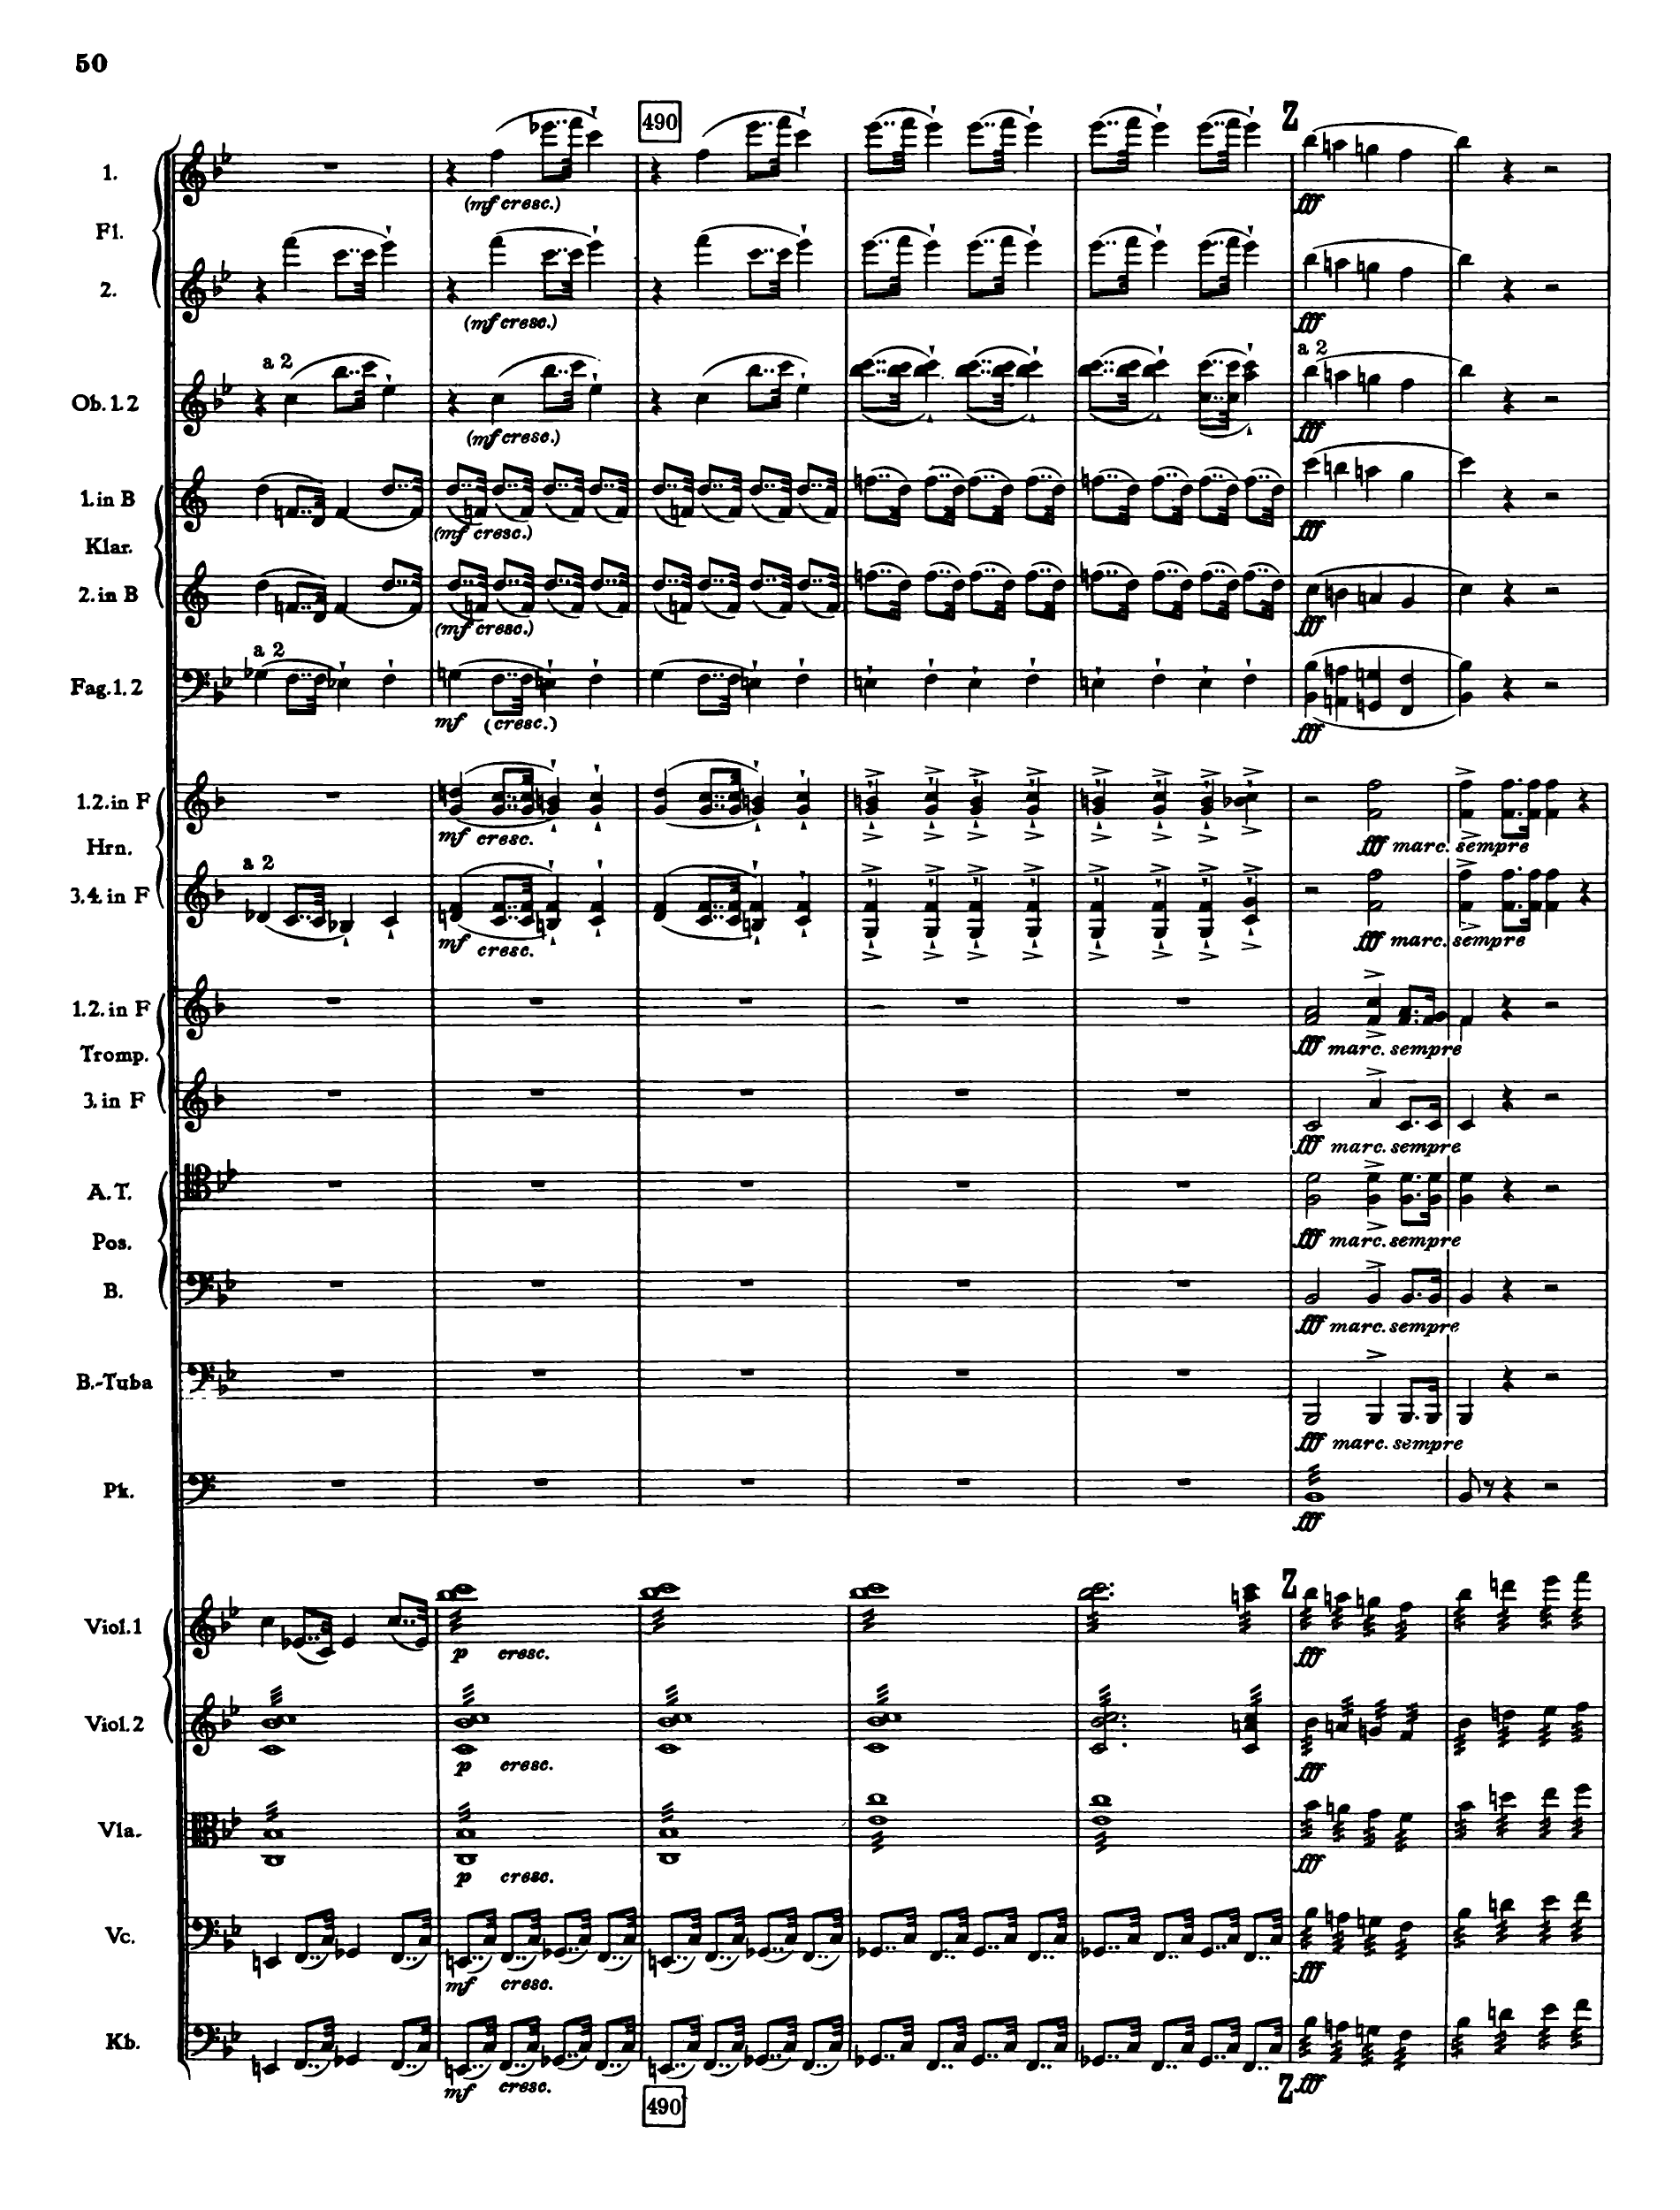 50
490
Z
1.
(mf cresc.)
fff
Fl.
2.
(mf cresc.)
fff
a 2
a 2
Ob. 1.2
(mf cresc.)
fff
1. in B
(mf cresc.)
fff
Klar.
2. in B
(mf cresc.)
fff
a 2
Fag. 1. 2
mf (cresc.)
fff
1.2. in F
mf cresc.
fff marc. sempre
Hrn.
a 2
3.4. in F
mf cresc.
fff marc. sempre
1.2. in F
fff marc. sempre
Tromp.
3. in F
fff marc. sempre
A. T.
fff marc. sempre
Pos.
B.
fff marc. sempre
B.-Tuba
fff marc. sempre
Pk.
fff
Z
Viol. 1
p cresc.
fff
Viol. 2
p cresc.
fff
Vla.
p cresc.
fff
Vc.
mf cresc.
fff
Kb.
mf cresc.
Z fff
490